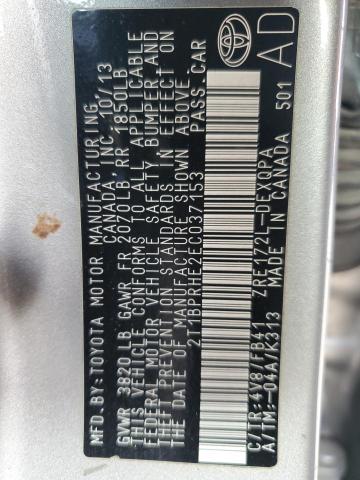 MFD.BY: TOYOTA MOTOR MANUFACTURING
CANADA, INC. 10/13
GVWR 3820 LB GAWR FR 2070LB RR 1850LB
THIS VEHICLE CONFORMS TO ALL APPLICABLE
FEDERAL MOTOR VEHICLE SAFETY, BUMPER AND
THEFT PREVENTION STANDARDS IN EFFECT ON
THE DATE OF MANUFACTURE SHOWN ABOVE.
2T1BPRHE2EC037153 PASS. CAR
C/TR:4V8/FB41 ZRE172L-DEXQPA
A/TM:-04A/K313 MADE IN CANADA 501
AD